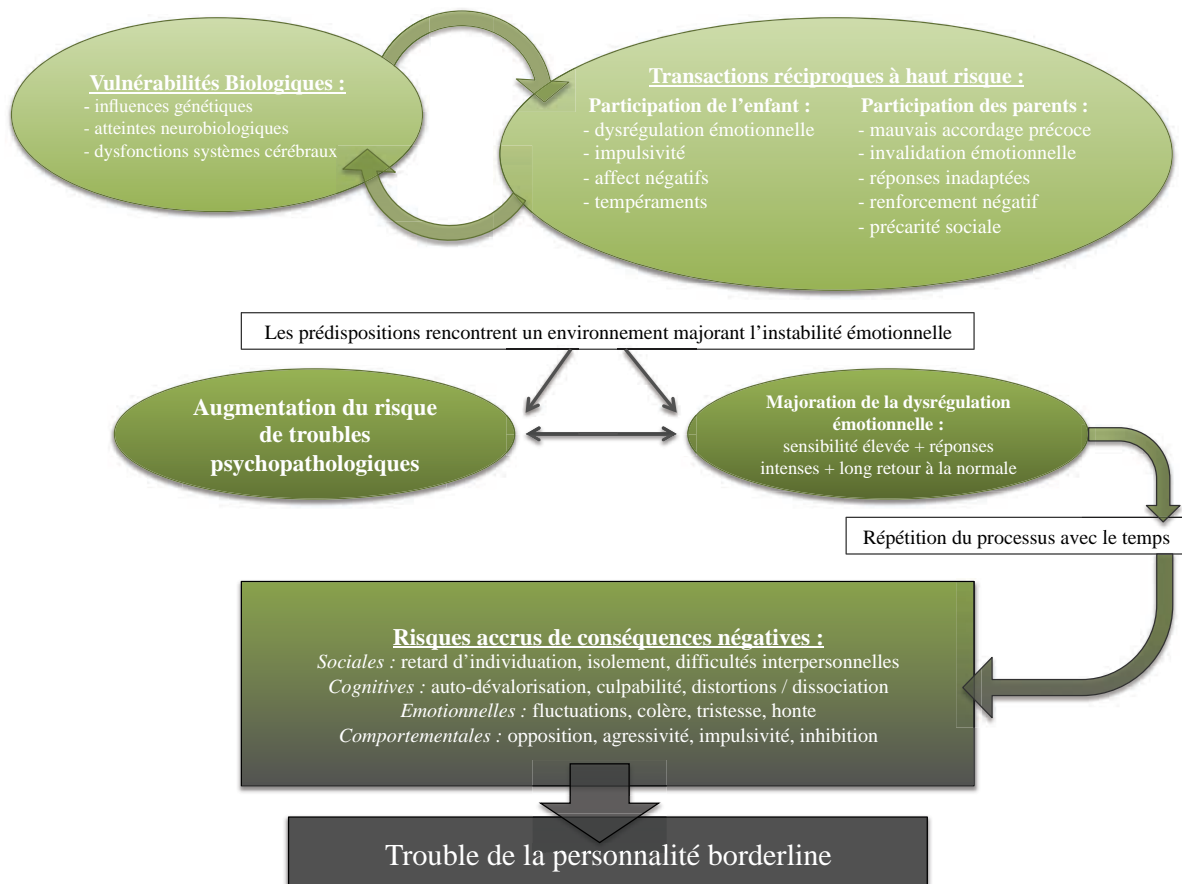 Vulnérabilités Biologiques :
- influences génétiques
- atteintes neurobiologiques
- dysfonctions systèmes cérébraux
Transactions réciproques à haut risque :
Participation de l’enfant :
- dysrégulation émotionnelle
- impulsivité
- affect négatifs
- tempéraments
Participation des parents :
- mauvais accordage précoce
- invalidation émotionnelle
- réponses inadaptées
- renforcement négatif
- précarité sociale
Les prédispositions rencontrent un environnement majorant l’instabilité émotionnelle
Augmentation du risque
de troubles
psychopathologiques
Majoration de la dysrégulation
émotionnelle :
sensibilité élevée + réponses
intenses + long retour à la normale
Répétition du processus avec le temps
Risques accrus de conséquences négatives :
Sociales : retard d’individuation, isolement, difficultés interpersonnelles
Cognitives : auto-dévalorisation, culpabilité, distortions / dissociation
Emotionnelles : fluctuations, colère, tristesse, honte
Comportementales : opposition, agressivité, impulsivité, inhibition
Trouble de la personnalité borderline